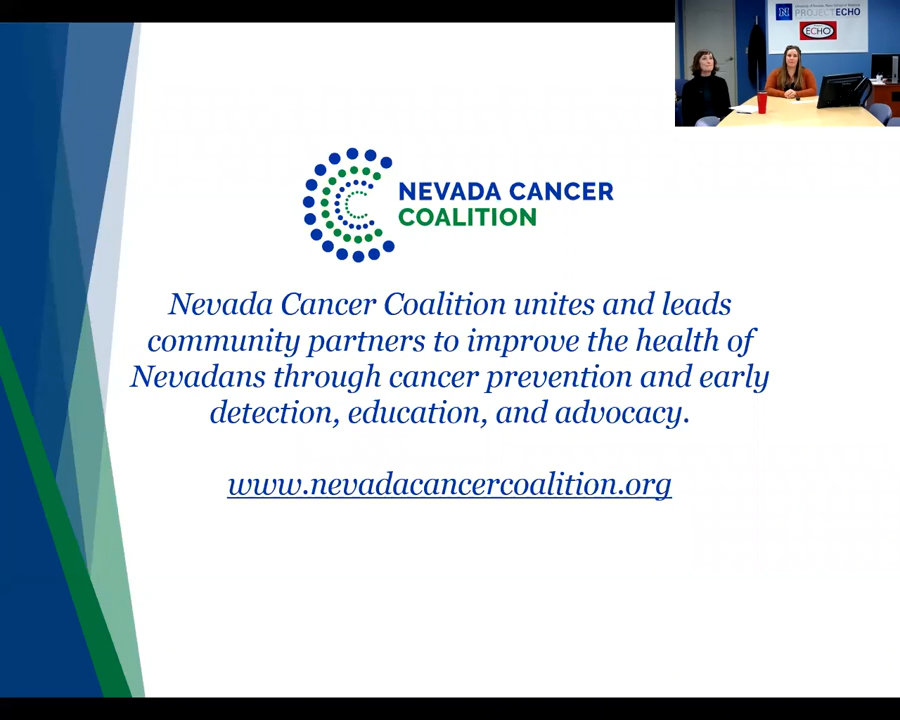 PROJECT ECHO
ECHO
NEVADA CANCER
COALITION
Nevada Cancer Coalition unites and leads
community partners to improve the health of
Nevadans through cancer prevention and early
detection, education, and advocacy.
www.nevadacancercoalition.org